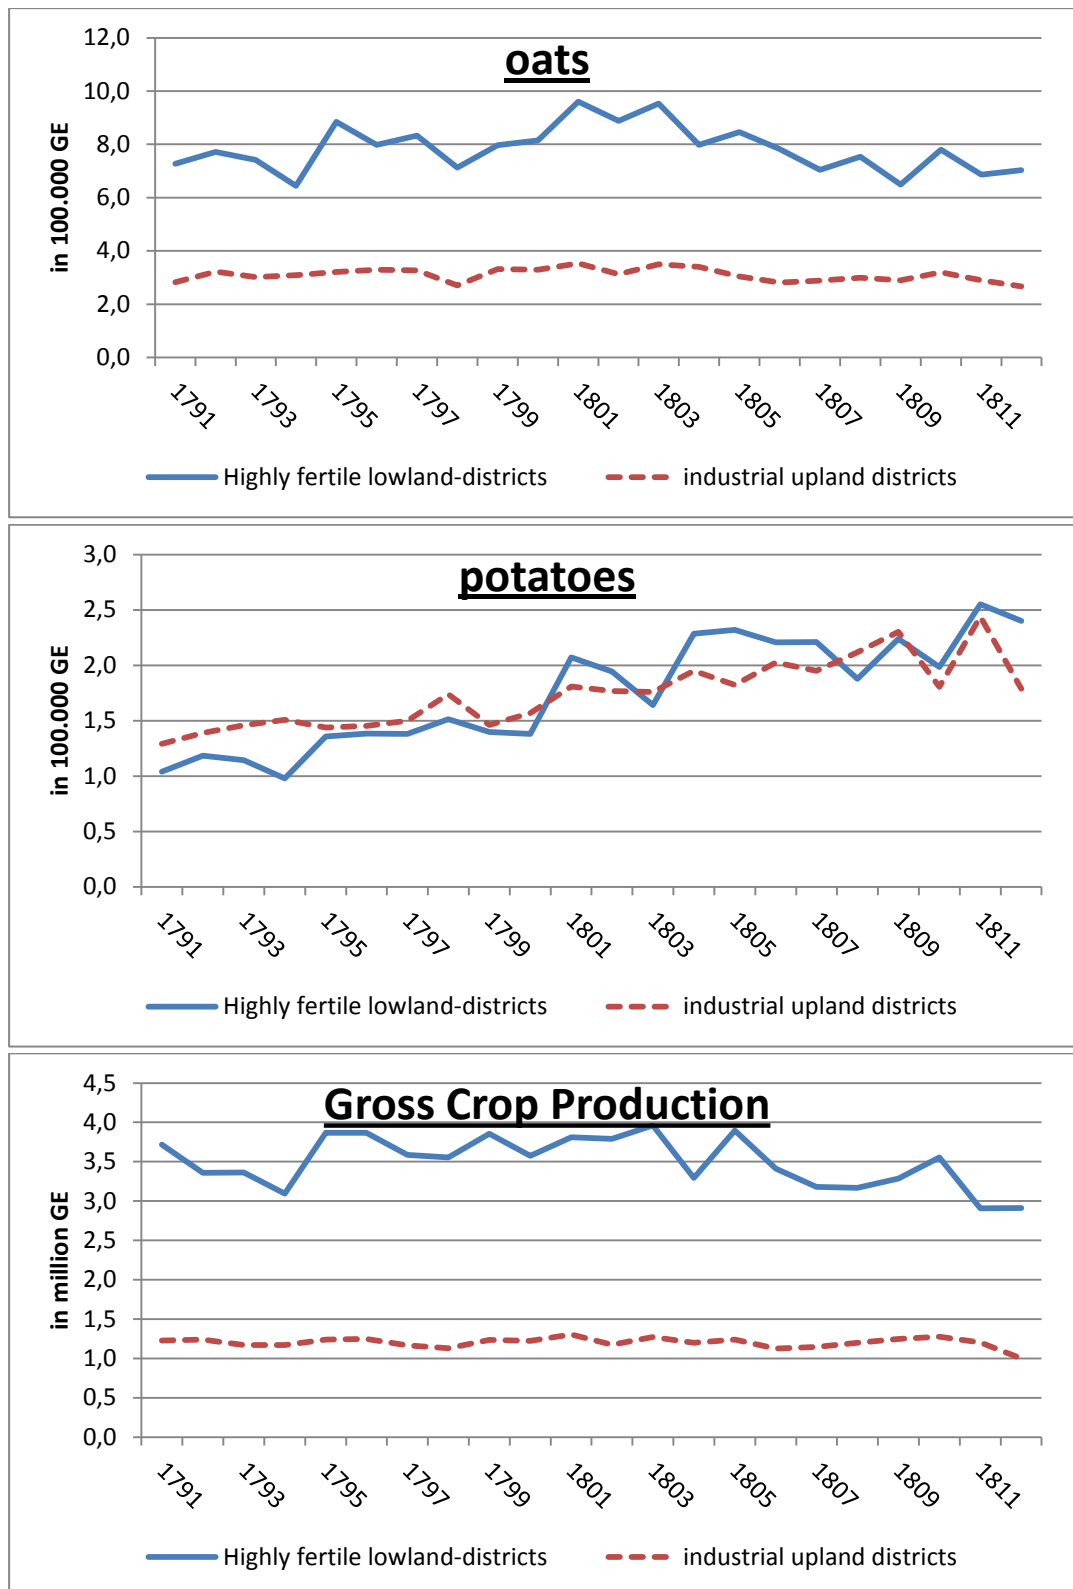 oats
in 100.000 GE
12,0
10,0
8,0
6,0
4,0
2,0
0,0
1791 1793 1795 1797 1799 1801 1803 1805 1807 1809 1811
Highly fertile lowland-districts industrial upland districts
potatoes
in 100.000 GE
3,0
2,5
2,0
1,5
1,0
0,5
0,0
1791 1793 1795 1797 1799 1801 1803 1805 1807 1809 1811
Highly fertile lowland-districts industrial upland districts
Gross Crop Production
in million GE
4,5
4,0
3,5
3,0
2,5
2,0
1,5
1,0
0,5
0,0
1791 1793 1795 1797 1799 1801 1803 1805 1807 1809 1811
Highly fertile lowland-districts industrial upland districts